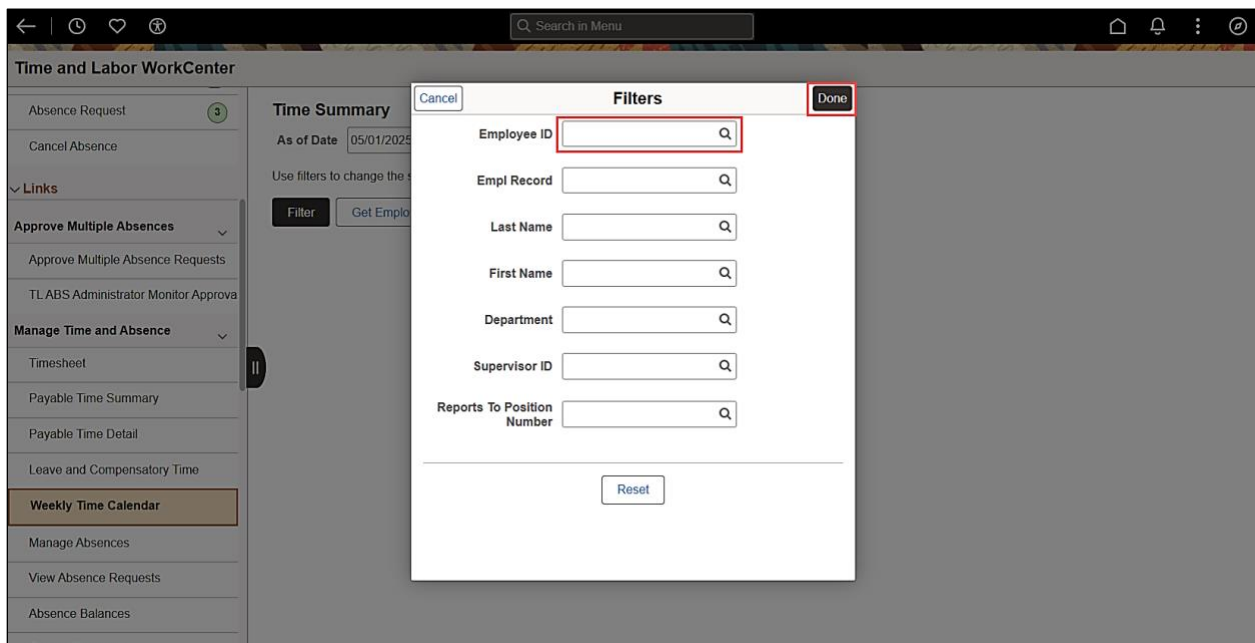 Search in Menu
Time and Labor WorkCenter
Absence Request 3
Cancel Absence
Links
Approve Multiple Absences
Approve Multiple Absence Requests
TL ABS Administrator Monitor Approva
Manage Time and Absence
Timesheet
Payable Time Summary
Payable Time Detail
Leave and Compensatory Time
Weekly Time Calendar
Manage Absences
View Absence Requests
Absence Balances
Time Summary
As of Date 05/01/2025
Use filters to change the s
Filter Get Emplo
Cancel Filters Done
Employee ID
Empl Record
Last Name
First Name
Department
Supervisor ID
Reports To Position
Number
Reset